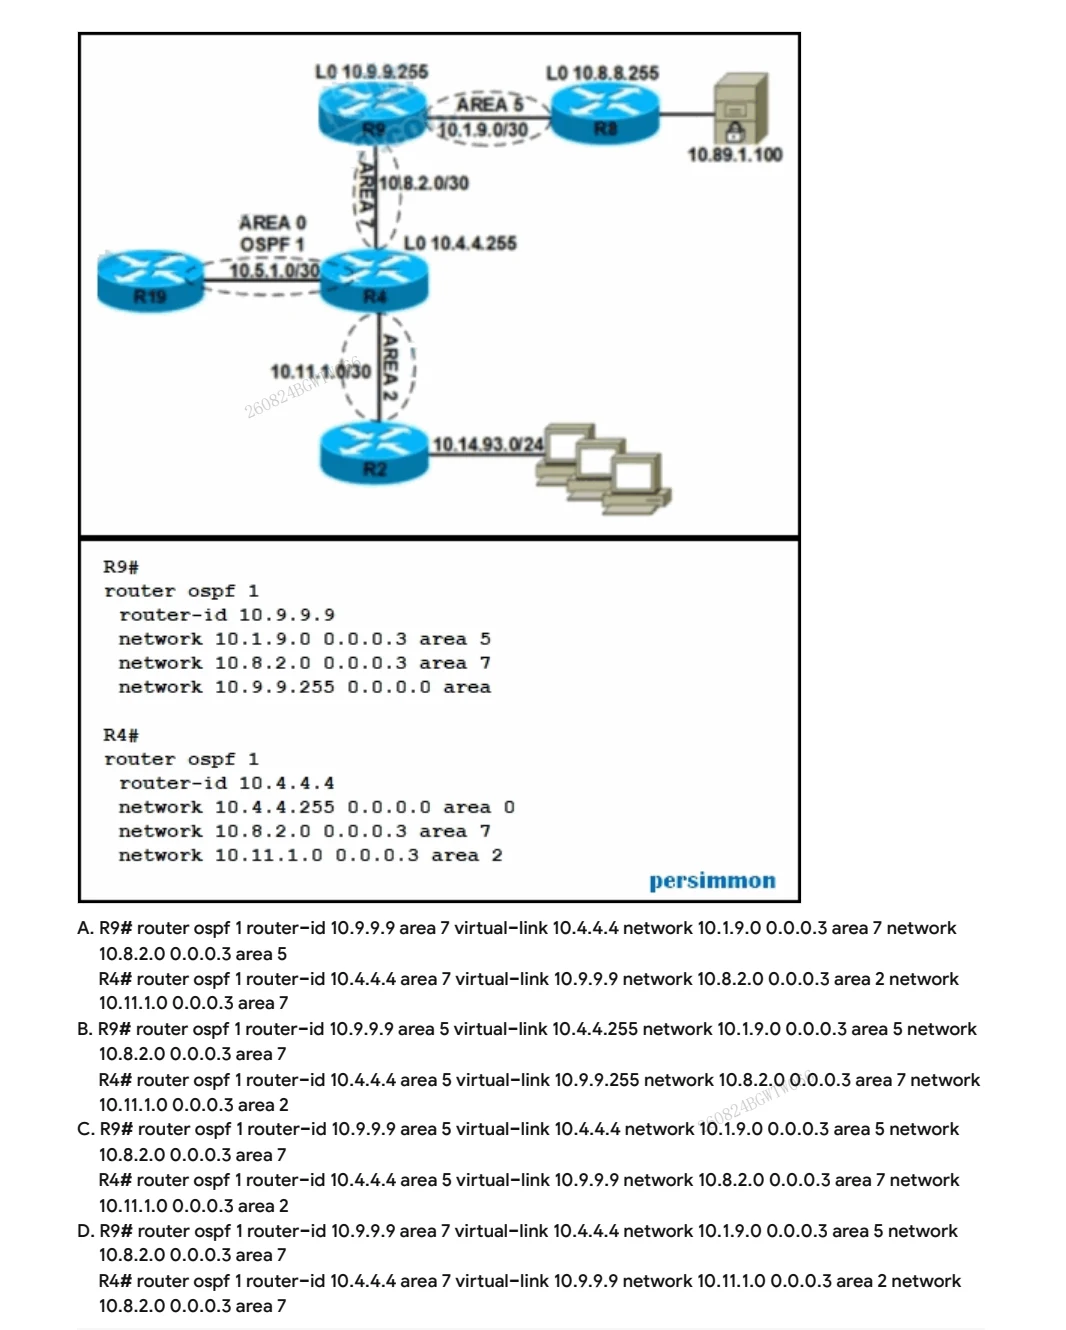 L0 10.9.9.255
L0 10.8.8.255
AREA 5
R9
10.1.9.0/30
R8
10.89.1.100
AREA 7
10.8.2.0/30
AREA 0
OSPF 1
L0 10.4.4.255
10.5.1.0/30
R19
R4
10.11.1.0/30
AREA 2
R2
10.14.93.0/24
R9#
router ospf 1
router-id 10.9.9.9
network 10.1.9.0 0.0.0.3 area 5
network 10.8.2.0 0.0.0.3 area 7
network 10.9.9.255 0.0.0.0 area
R4#
router ospf 1
router-id 10.4.4.4
network 10.4.4.255 0.0.0.0 area 0
network 10.8.2.0 0.0.0.3 area 7
network 10.11.1.0 0.0.0.3 area 2
persimmon
A. R9# router ospf 1 router-id 10.9.9.9 area 7 virtual-link 10.4.4.4 network 10.1.9.0 0.0.0.3 area 7 network
10.8.2.0 0.0.0.3 area 5
R4# router ospf 1 router-id 10.4.4.4 area 7 virtual-link 10.9.9.9 network 10.8.2.0 0.0.0.3 area 2 network
10.11.1.0 0.0.0.3 area 7
B. R9# router ospf 1 router-id 10.9.9.9 area 5 virtual-link 10.4.4.255 network 10.1.9.0 0.0.0.3 area 5 network
10.8.2.0 0.0.0.3 area 7
R4# router ospf 1 router-id 10.4.4.4 area 5 virtual-link 10.9.9.255 network 10.8.2.0 0.0.0.3 area 7 network
10.11.1.0 0.0.0.3 area 2
C. R9# router ospf 1 router-id 10.9.9.9 area 5 virtual-link 10.4.4.4 network 10.1.9.0 0.0.0.3 area 5 network
10.8.2.0 0.0.0.3 area 7
R4# router ospf 1 router-id 10.4.4.4 area 5 virtual-link 10.9.9.9 network 10.8.2.0 0.0.0.3 area 7 network
10.11.1.0 0.0.0.3 area 2
D. R9# router ospf 1 router-id 10.9.9.9 area 7 virtual-link 10.4.4.4 network 10.1.9.0 0.0.0.3 area 5 network
10.8.2.0 0.0.0.3 area 7
R4# router ospf 1 router-id 10.4.4.4 area 7 virtual-link 10.9.9.9 network 10.11.1.0 0.0.0.3 area 2 network
10.8.2.0 0.0.0.3 area 7